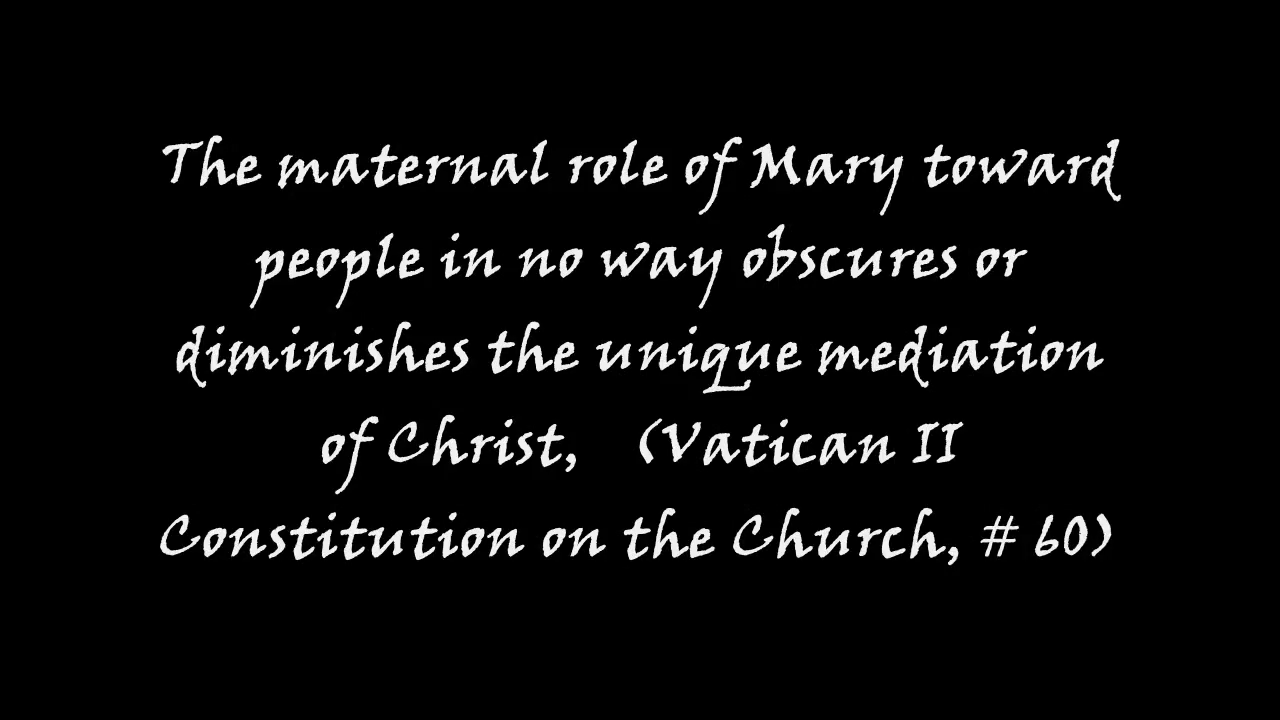 The maternal role of Mary toward
people in no way obscures or
diminishes the unique mediation
of Christ, (Vatican II
Constitution on the Church, # 60)